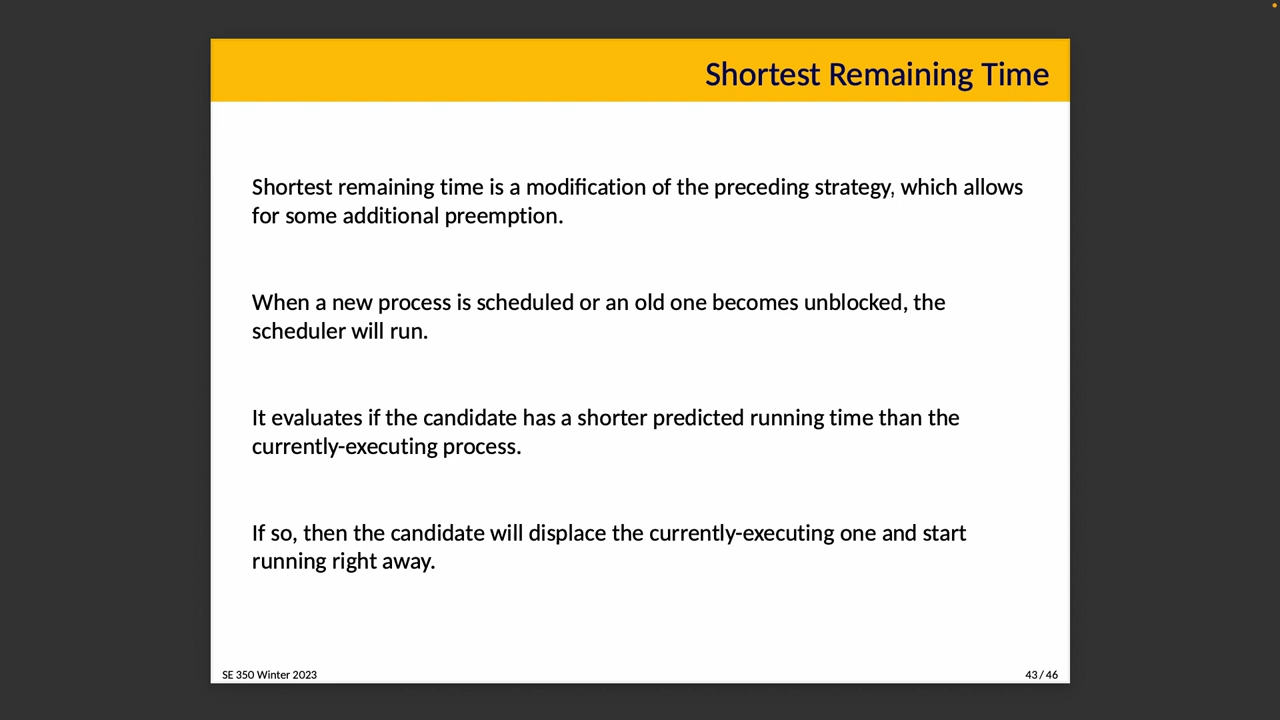 Shortest Remaining Time
Shortest remaining time is a modification of the preceding strategy, which allows
for some additional preemption.
When a new process is scheduled or an old one becomes unblocked, the
scheduler will run.
It evaluates if the candidate has a shorter predicted running time than the
currently-executing process.
If so, then the candidate will displace the currently-executing one and start
running right away.
SE 350 Winter 2023
43 / 46